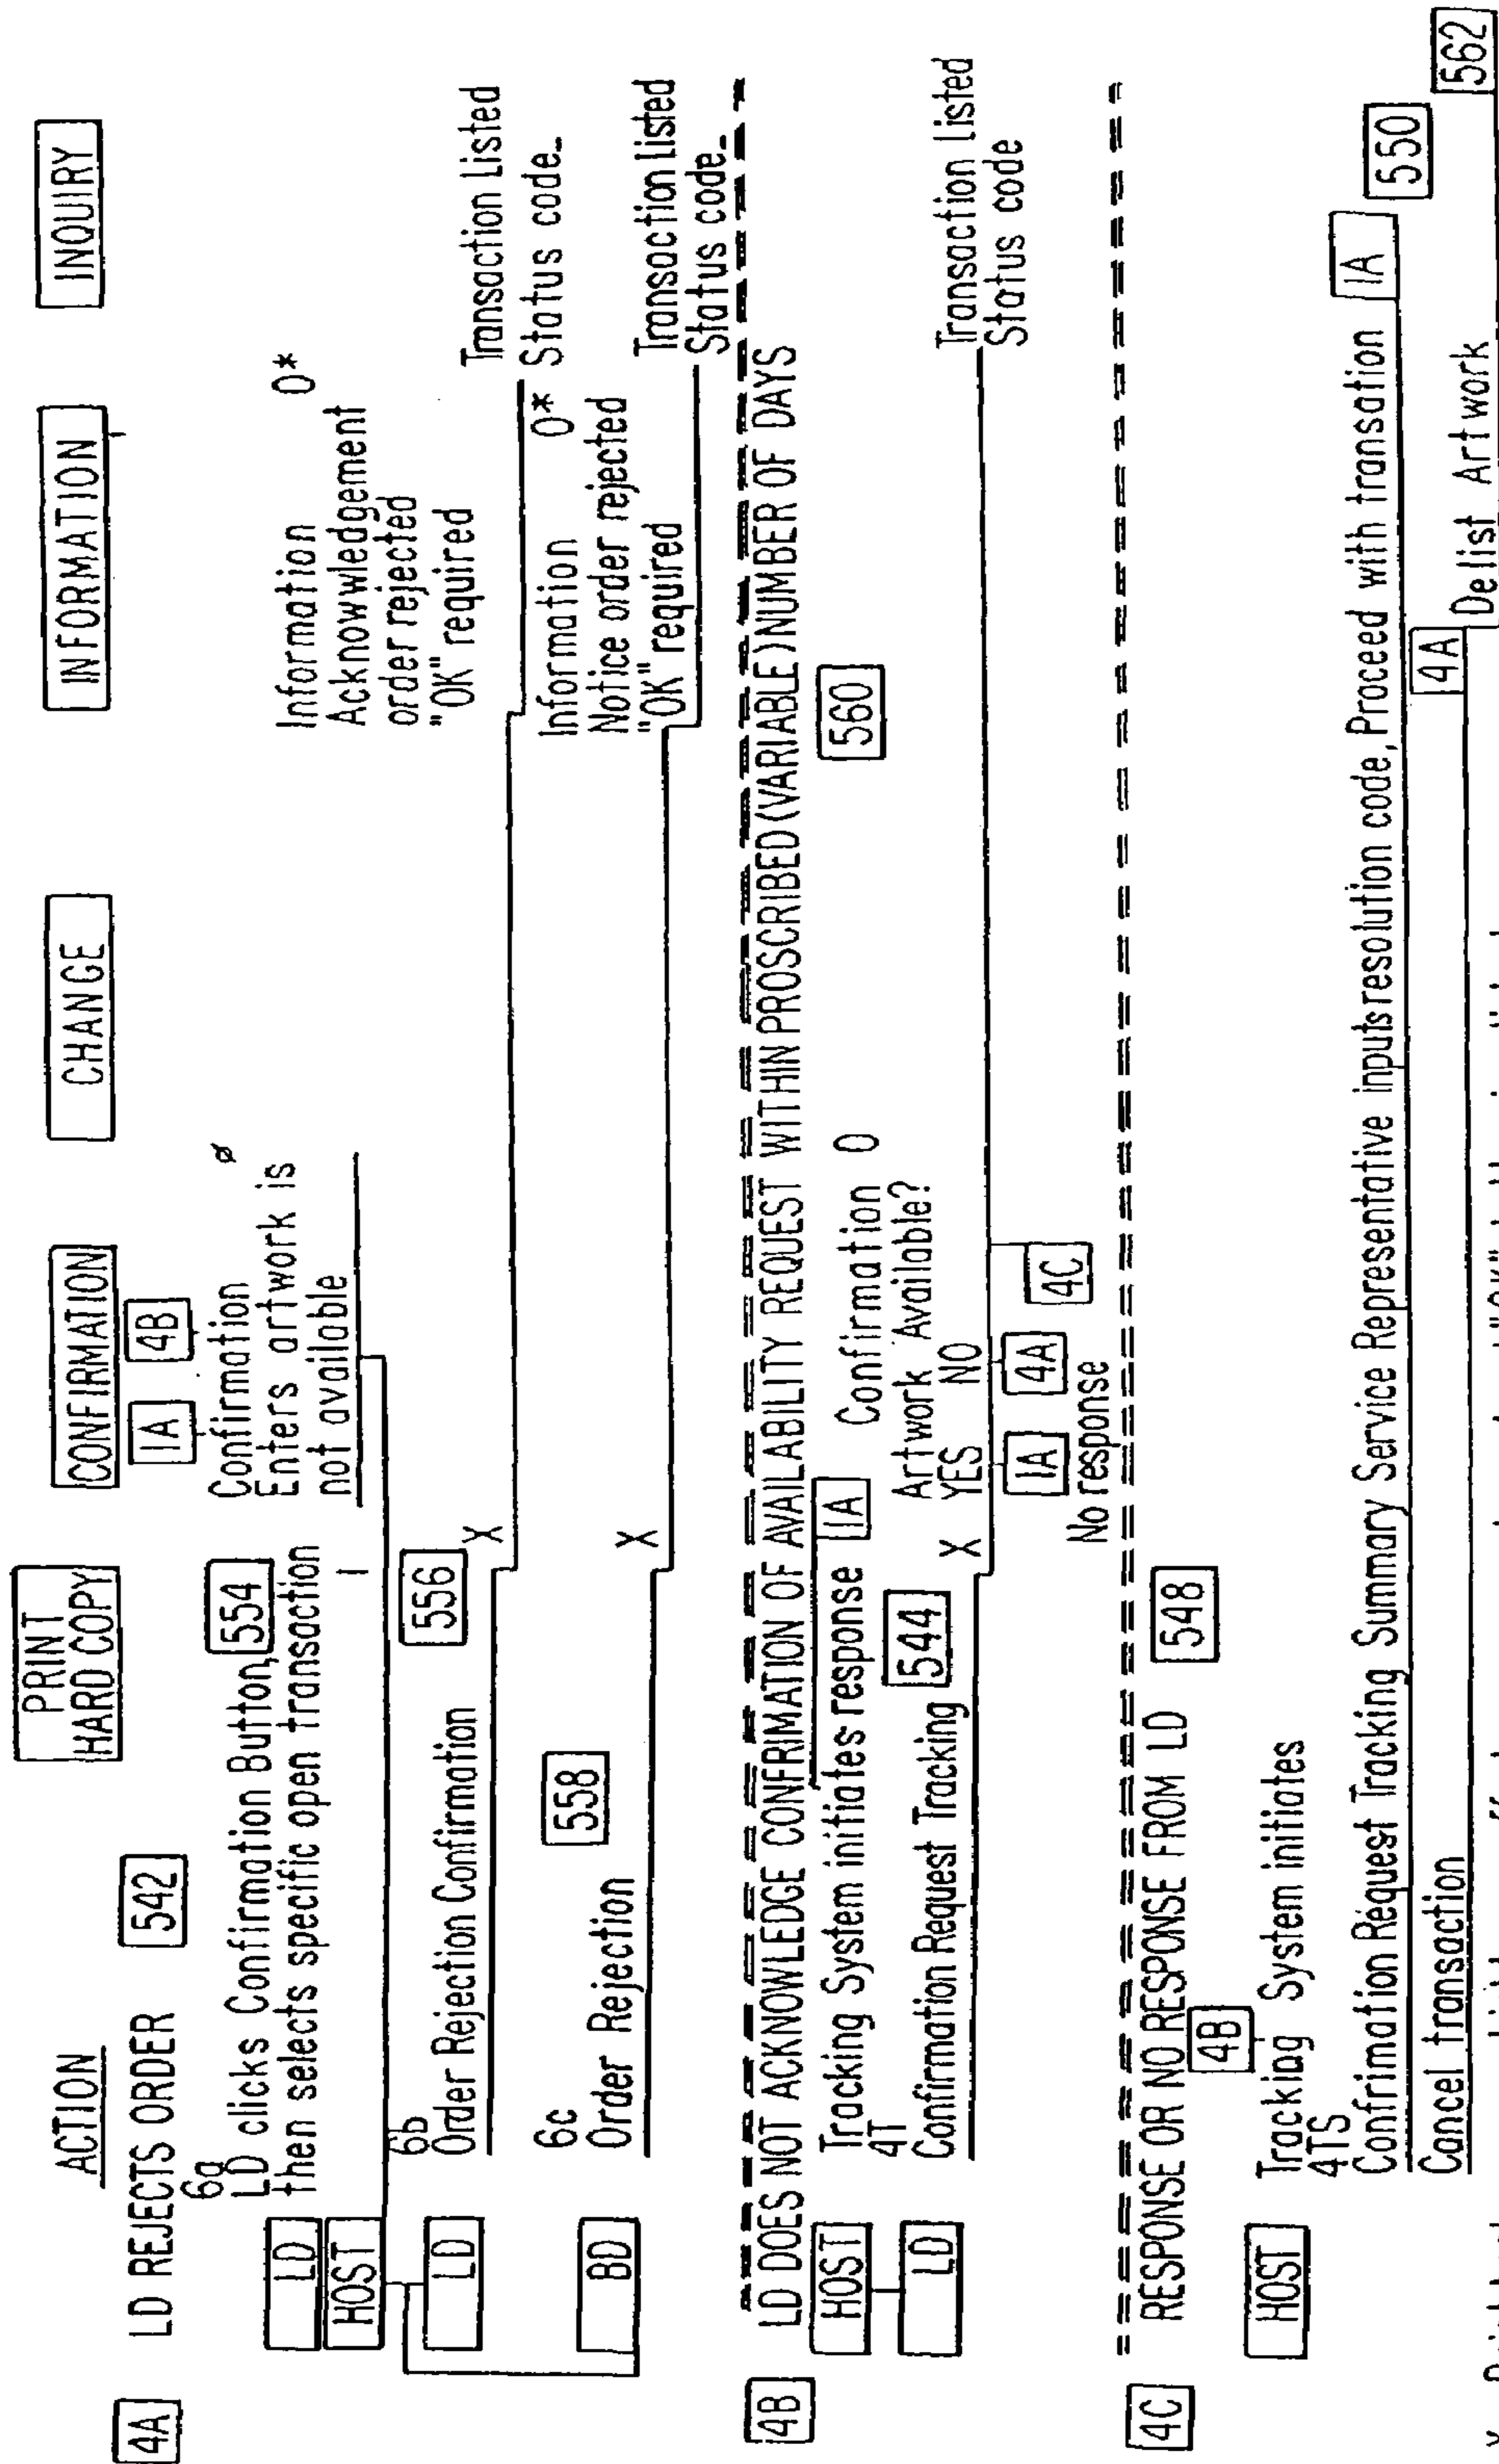 ACTION
PRINT
HARD COPY
CONFIRMATION
CHANGE
INFORMATION
INQUIRY
4A
LD REJECTS ORDER
542
1A
4B
6a
LD clicks Confirmation Button,
554
then selects specific open transaction
Confirmation
Enters artwork is
not available
ø
Information O*
Acknowwledgement
order rejected
"OK" required
LD
HOST
6b
LD
Order Rejection Confirmation
556
X
Transaction Listed
Status code_
6c
BD
Order Rejection
558
X
Information O*
Notice order rejected
"OK" required
Transaction Listed
Status code_
4B
LD DOES NOT ACKNOWLEDGE CONFRIMATION OF AVAILABILITY REQUEST WITHIN PROSCRIBED (VARIABLE) NUMBER OF DAYS
HOST
Tracking System initiates response
1A
560
4T
LD
Confirmation Request Tracking
544
X
Confirmation O
Artwork Available?
YES NO
Transaction Listed
Status code
1A
4A
4C
No response
4C
RESPONSE OR NO RESPONSE FROM LD
548
4B
HOST
Tracking System initiates
4TS
Confrimation Request Tracking Summary Service Representative inputs resolution code, Proceed with transation
1A
550
Cancel transaction
4A
Delist Artwork
562